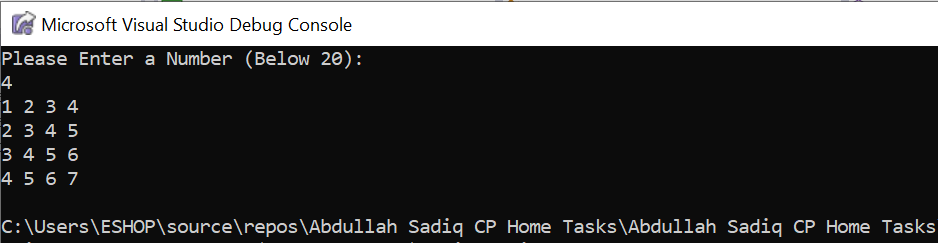 Microsoft Visual Studio Debug Console
Please Enter a Number (Below 20):
4
1 2 3 4
2 3 4 5
3 4 5 6
4 5 6 7
C:\Users\ESHOP\source\repos\Abdullah Sadiq CP Home Tasks\Abdullah Sadiq CP Home Tasks